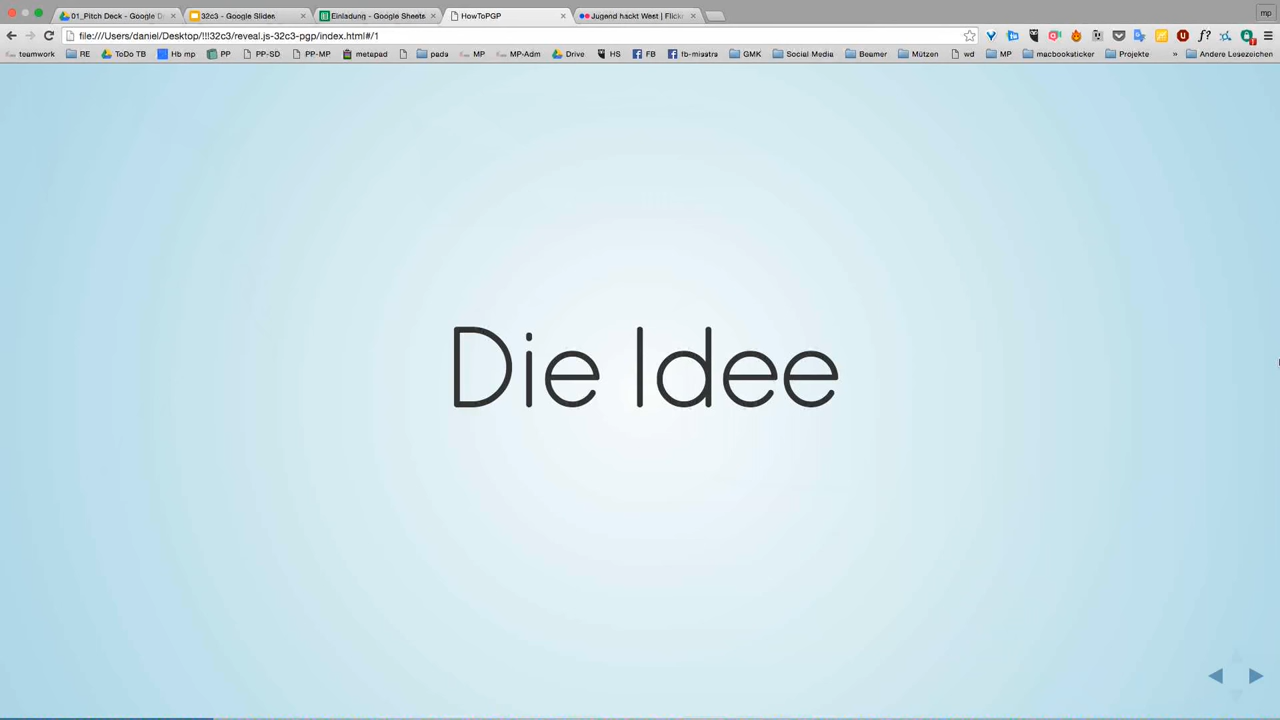 01_Pitch Deck - Google D
32c3 - Google Slides
Einladung - Google Sheets
HowToPGP
Jugend hackt West | Flickr
mp
file:///Users/daniel/Desktop/!!!32c3/reveal.js-32c3-pgp/index.html#/1
teamwork RE ToDo TB Hb mp PP PP-SD PP-MP metapad pads MP MP-Adm Drive HS FB fb-misstra GMK Social Media Beamer Mützen wd MP macbooksticker Projekte » Andere Lesezeichen
Die Idee